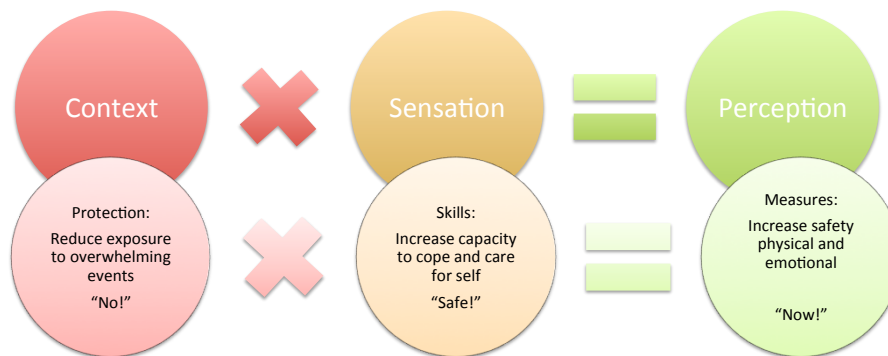 Context
Sensation
Perception
Protection:
Reduce exposure
to overwhelming
events
“No!”
Skills:
Increase capacity
to cope and care
for self
“Safe!”
Measures:
Increase safety
physical and
emotional
“Now!”